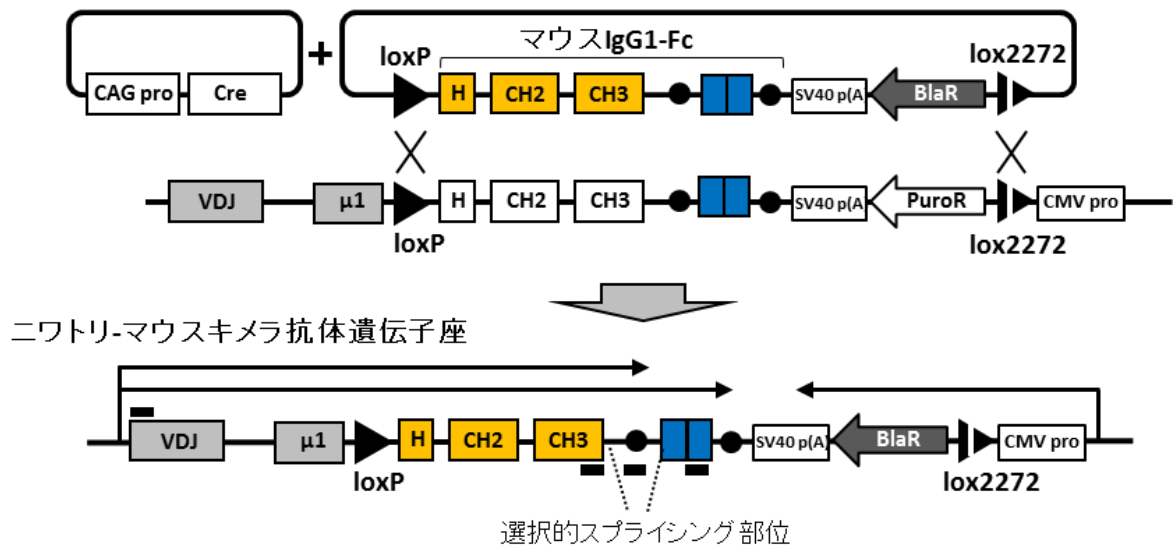 マウスIgG1-Fc
loxP
lox2272
CAG pro
Cre
+
H
CH2
CH3
SV40 p(A
BlaR
VDJ
μ1
H
CH2
CH3
SV40 p(A
PuroR
CMV pro
loxP
lox2272
ニワトリ-マウスキメラ抗体遺伝子座
VDJ
μ1
H
CH2
CH3
SV40 p(A)
BlaR
CMV pro
loxP
lox2272
選択的スプライシング部位